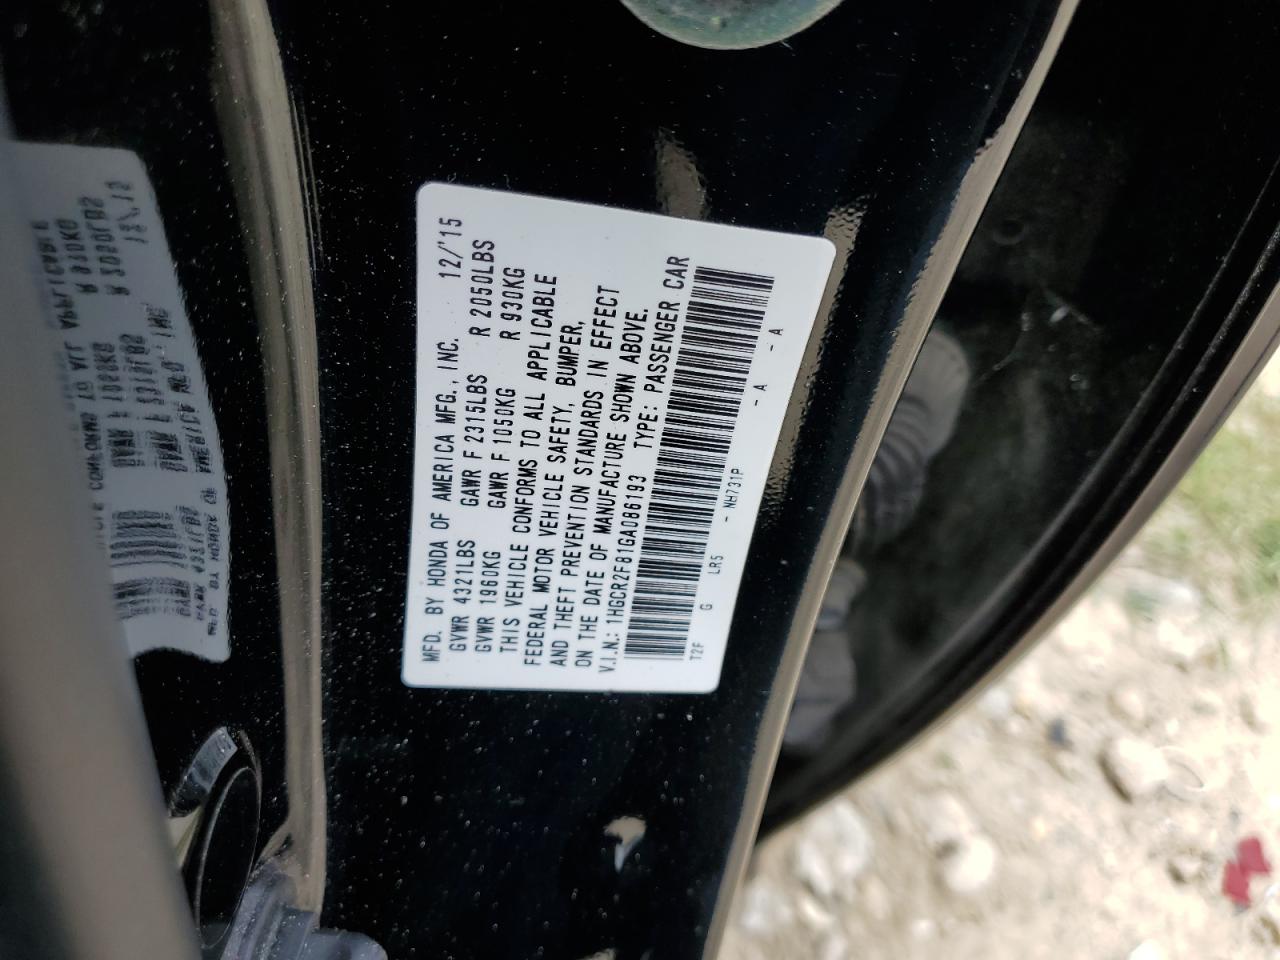 MFD. BY HONDA OF AMERICA MFG., INC. 12/'15
GVWR 4321LBS GAWR F 2315LBS R 2050LBS
GVWR 1960KG GAWR F 1050KG R 930KG
THIS VEHICLE CONFORMS TO ALL APPLICABLE
FEDERAL MOTOR VEHICLE SAFETY, BUMPER,
AND THEFT PREVENTION STANDARDS IN EFFECT
ON THE DATE OF MANUFACTURE SHOWN ABOVE.
V.I.N.: 1HGCR2F81GA086193 TYPE: PASSENGER CAR
T2F G LR5 - NH731P - A - A